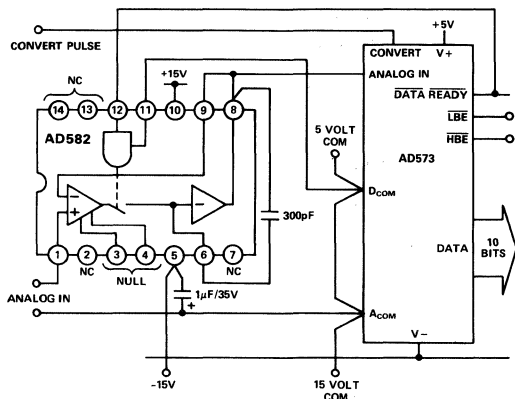 CONVERT PULSE
+5V
CONVERT V+
NC
+15V
ANALOG IN
14 13 12 11 10 9 8
DATA READY
AD582
LBE
5 VOLT
COM
AD573
HBE
DCOM
300pF
DATA
10
BITS
1 2 3 4 5 6 7
NC NULL NC
1µF/35V
+
ANALOG IN
ACOM
V−
−15V
15 VOLT
COM